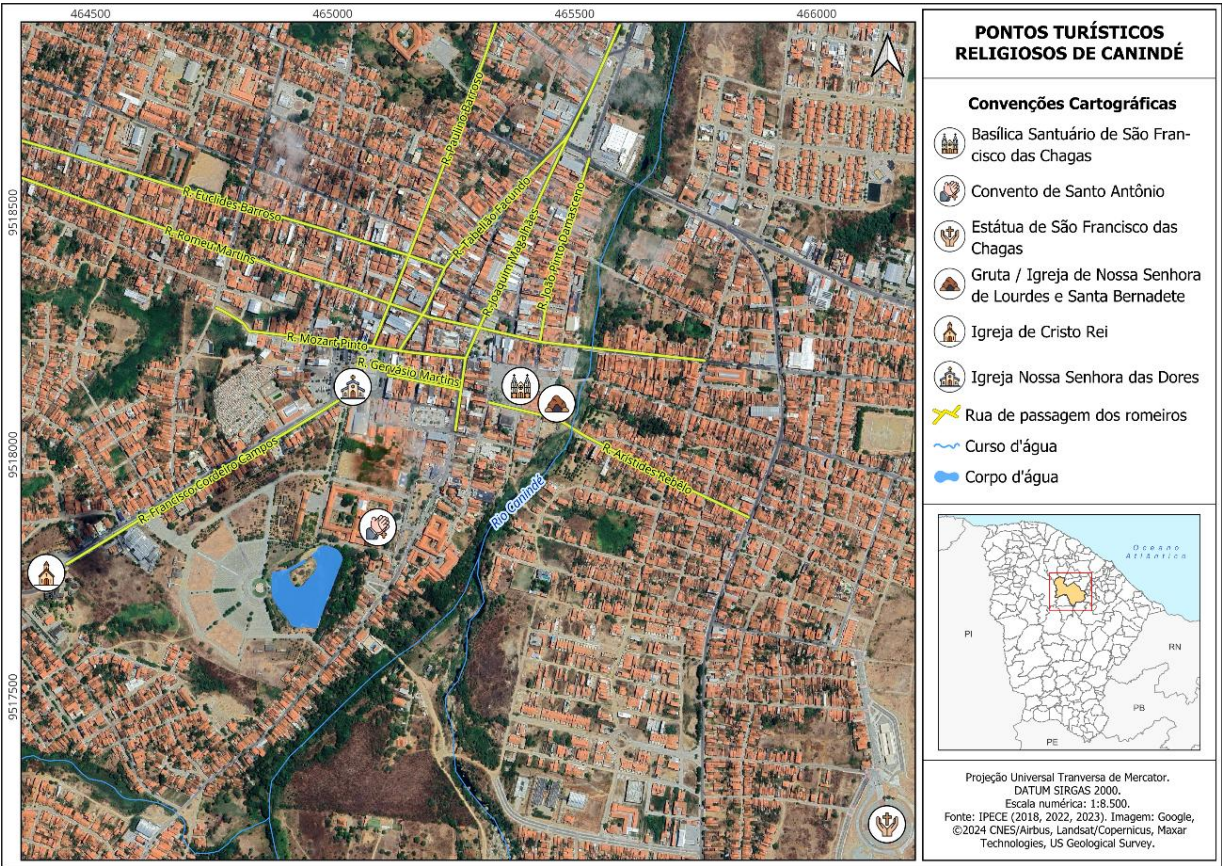 464500
465000
465500
466000
9518500
9518000
9517500
R. Paulino Barroso
R. Euclides Barroso
R. Tabelião Facundo
R. João Pinto Damasceno
R. Joaquim Magalhães
R. Romeu Martins
R. Mozart Pinto
R. Gervásio Martins
R. Francisco Cordeiro Campos
R. Aristides Rebêlo
Rio Canindé
PONTOS TURÍSTICOS
RELIGIOSOS DE CANINDÉ
Convenções Cartográficas
Basílica Santuário de São Fran-
cisco das Chagas
Convento de Santo Antônio
Estátua de São Francisco das
Chagas
Gruta / Igreja de Nossa Senhora
de Lourdes e Santa Bernadete
Igreja de Cristo Rei
Igreja Nossa Senhora das Dores
Rua de passagem dos romeiros
Curso d'água
Corpo d'água
Oceano
Atlântico
PI
RN
PB
PE
Projeção Universal Tranversa de Mercator.
DATUM SIRGAS 2000.
Escala numérica: 1:8.500.
Fonte: IPECE (2018, 2022, 2023). Imagem: Google,
©2024 CNES/Airbus, Landsat/Copernicus, Maxar
Technologies, US Geological Survey.